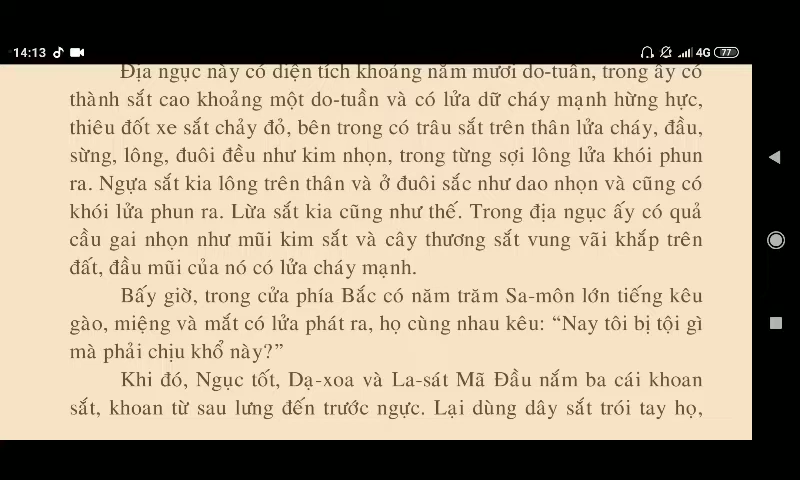 14:13
4G 77
Địa ngục này có diện tích khoảng năm mươi do-tuần, trong ấy có
thành sắt cao khoảng một do-tuần và có lửa dữ cháy mạnh hừng hực,
thiêu đốt xe sắt chảy đỏ, bên trong có trâu sắt trên thân lửa cháy, đầu,
sừng, lông, đuôi đều như kim nhọn, trong từng sợi lông lửa khói phun
ra. Ngựa sắt kia lông trên thân và ở đuôi sắc như dao nhọn và cũng có
khói lửa phun ra. Lừa sắt kia cũng như thế. Trong địa ngục ấy có quả
cầu gai nhọn như mũi kim sắt và cây thương sắt vung vãi khắp trên
đất, đầu mũi của nó có lửa cháy mạnh.
Bấy giờ, trong cửa phía Bắc có năm trăm Sa-môn lớn tiếng kêu
gào, miệng và mắt có lửa phát ra, họ cùng nhau kêu: “Nay tôi bị tội gì
mà phải chịu khổ này?”
Khi đó, Ngục tốt, Dạ-xoa và La-sát Mã Đầu nắm ba cái khoan
sắt, khoan từ sau lưng đến trước ngực. Lại dùng dây sắt trói tay họ,